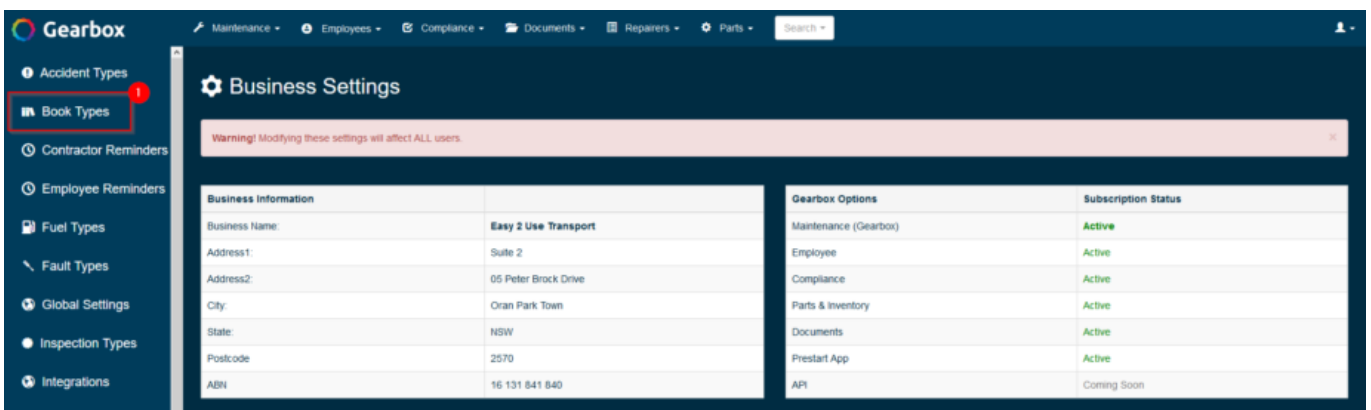 Gearbox
Maintenance
Employees
Compliance
Documents
Repairers
Parts
Search
Accident Types
1
Book Types
Contractor Reminders
Employee Reminders
Fuel Types
Fault Types
Global Settings
Inspection Types
Integrations
Business Settings
Warning! Modifying these settings will affect ALL users.
×
Business Information
Business Name: Easy 2 Use Transport
Address1: Suite 2
Address2: 05 Peter Brock Drive
City: Oran Park Town
State: NSW
Postcode 2570
ABN 16 131 841 840
Gearbox Options Subscription Status
Maintenance (Gearbox) Active
Employee Active
Compliance Active
Parts & Inventory Active
Documents Active
Prestart App Active
API Coming Soon